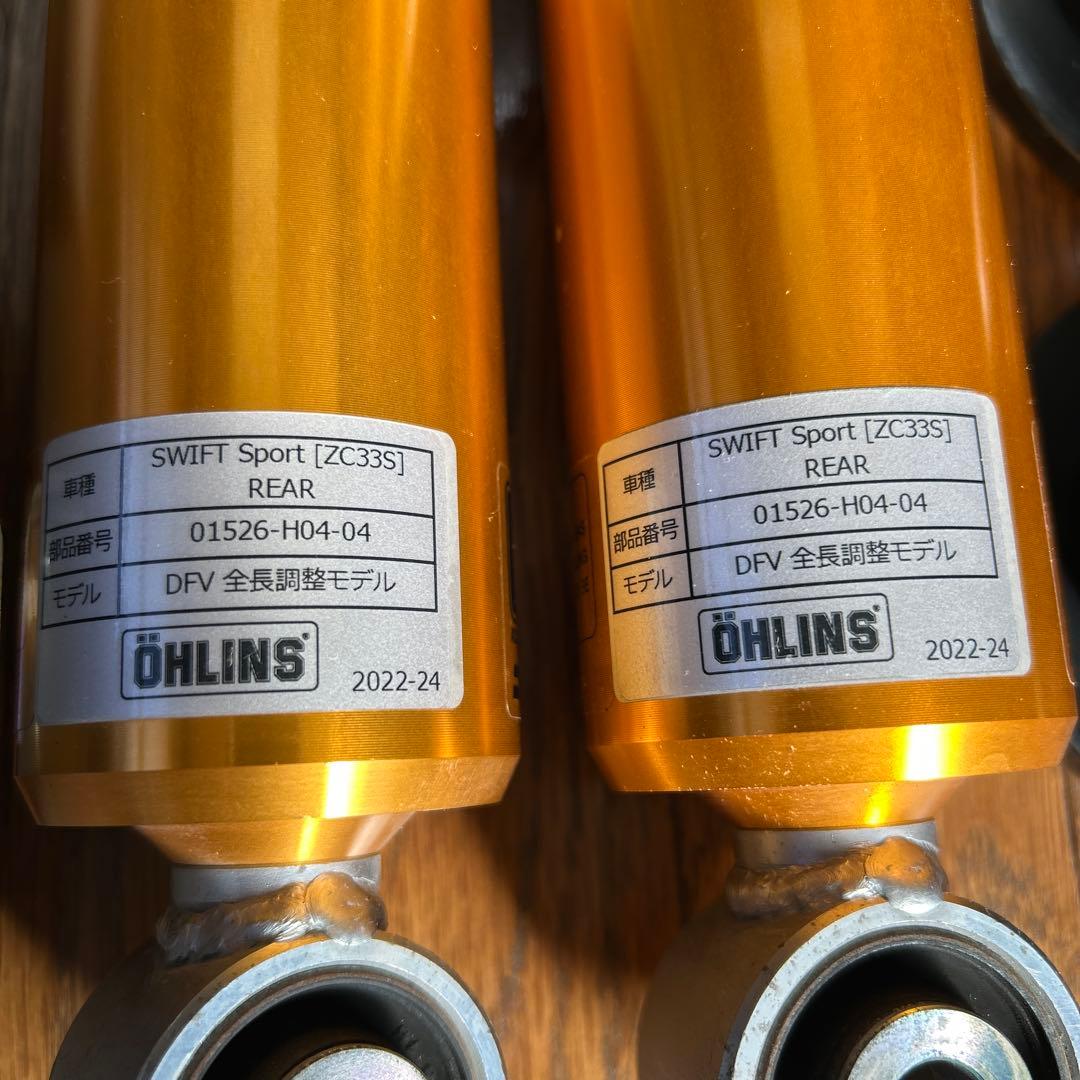 車種 SWIFT Sport [ZC33S]
REAR
部品番号 01526-H04-04
モデル DFV 全長調整モデル
ÖHLINS
2022-24
車種 SWIFT Sport [ZC33S]
REAR
部品番号 01526-H04-04
モデル DFV 全長調整モデル
ÖHLINS
2022-24